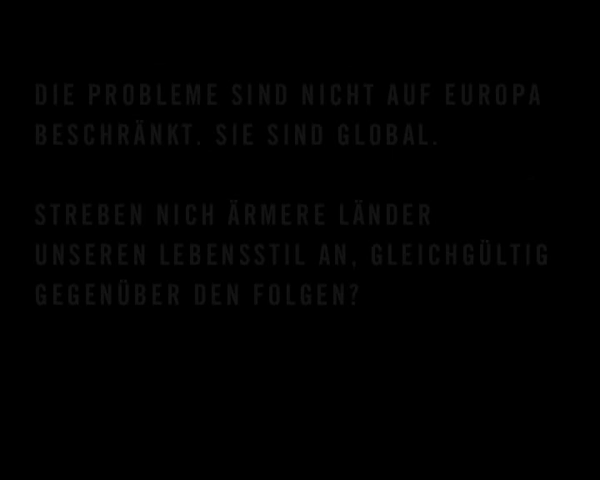 DIE PROBLEME SIND NICHT AUF EUROPA
BESCHRÄNKT. SIE SIND GLOBAL.
STREBEN NICH ÄRMERE LÄNDER
UNSEREN LEBENSSTIL AN, GLEICHGÜLTIG
GEGENÜBER DEN FOLGEN?